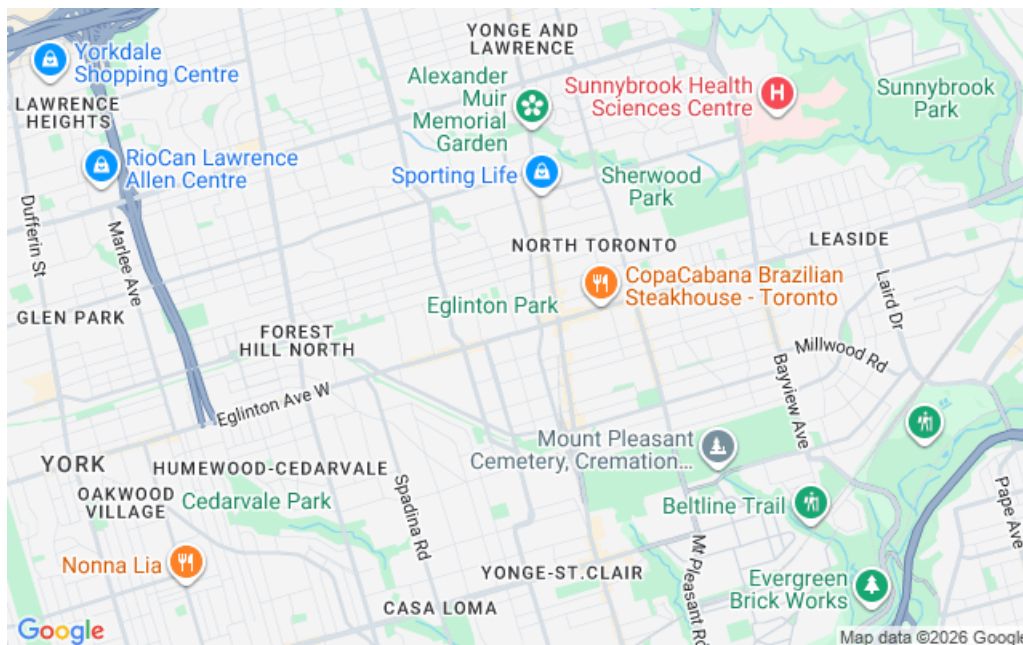 YONGE AND
LAWRENCE
Yorkdale
Shopping Centre
Alexander
Muir
Memorial
Garden
Sunnybrook Health
Sciences Centre
Sunnybrook
Park
LAWRENCE
HEIGHTS
RioCan Lawrence
Allen Centre
Sporting Life
Sherwood
Park
Dufferin St
Marlee Ave
NORTH TORONTO
LEASIDE
CopaCabana Brazilian
Steakhouse - Toronto
Laird Dr
Eglinton Park
GLEN PARK
FOREST
HILL NORTH
Millwood Rd
Bayview Ave
Eglinton Ave W
Mount Pleasant
Cemetery, Cremation...
YORK
HUMEWOOD-CEDARVALE
OAKWOOD
VILLAGE
Cedarvale Park
Spadina Rd
Beltline Trail
Pape Ave
Nonna Lia
YONGE-ST.CLAIR
Mt Pleasant Rd
Evergreen
Brick Works
CASA LOMA
Google
Map data ©2026 Google